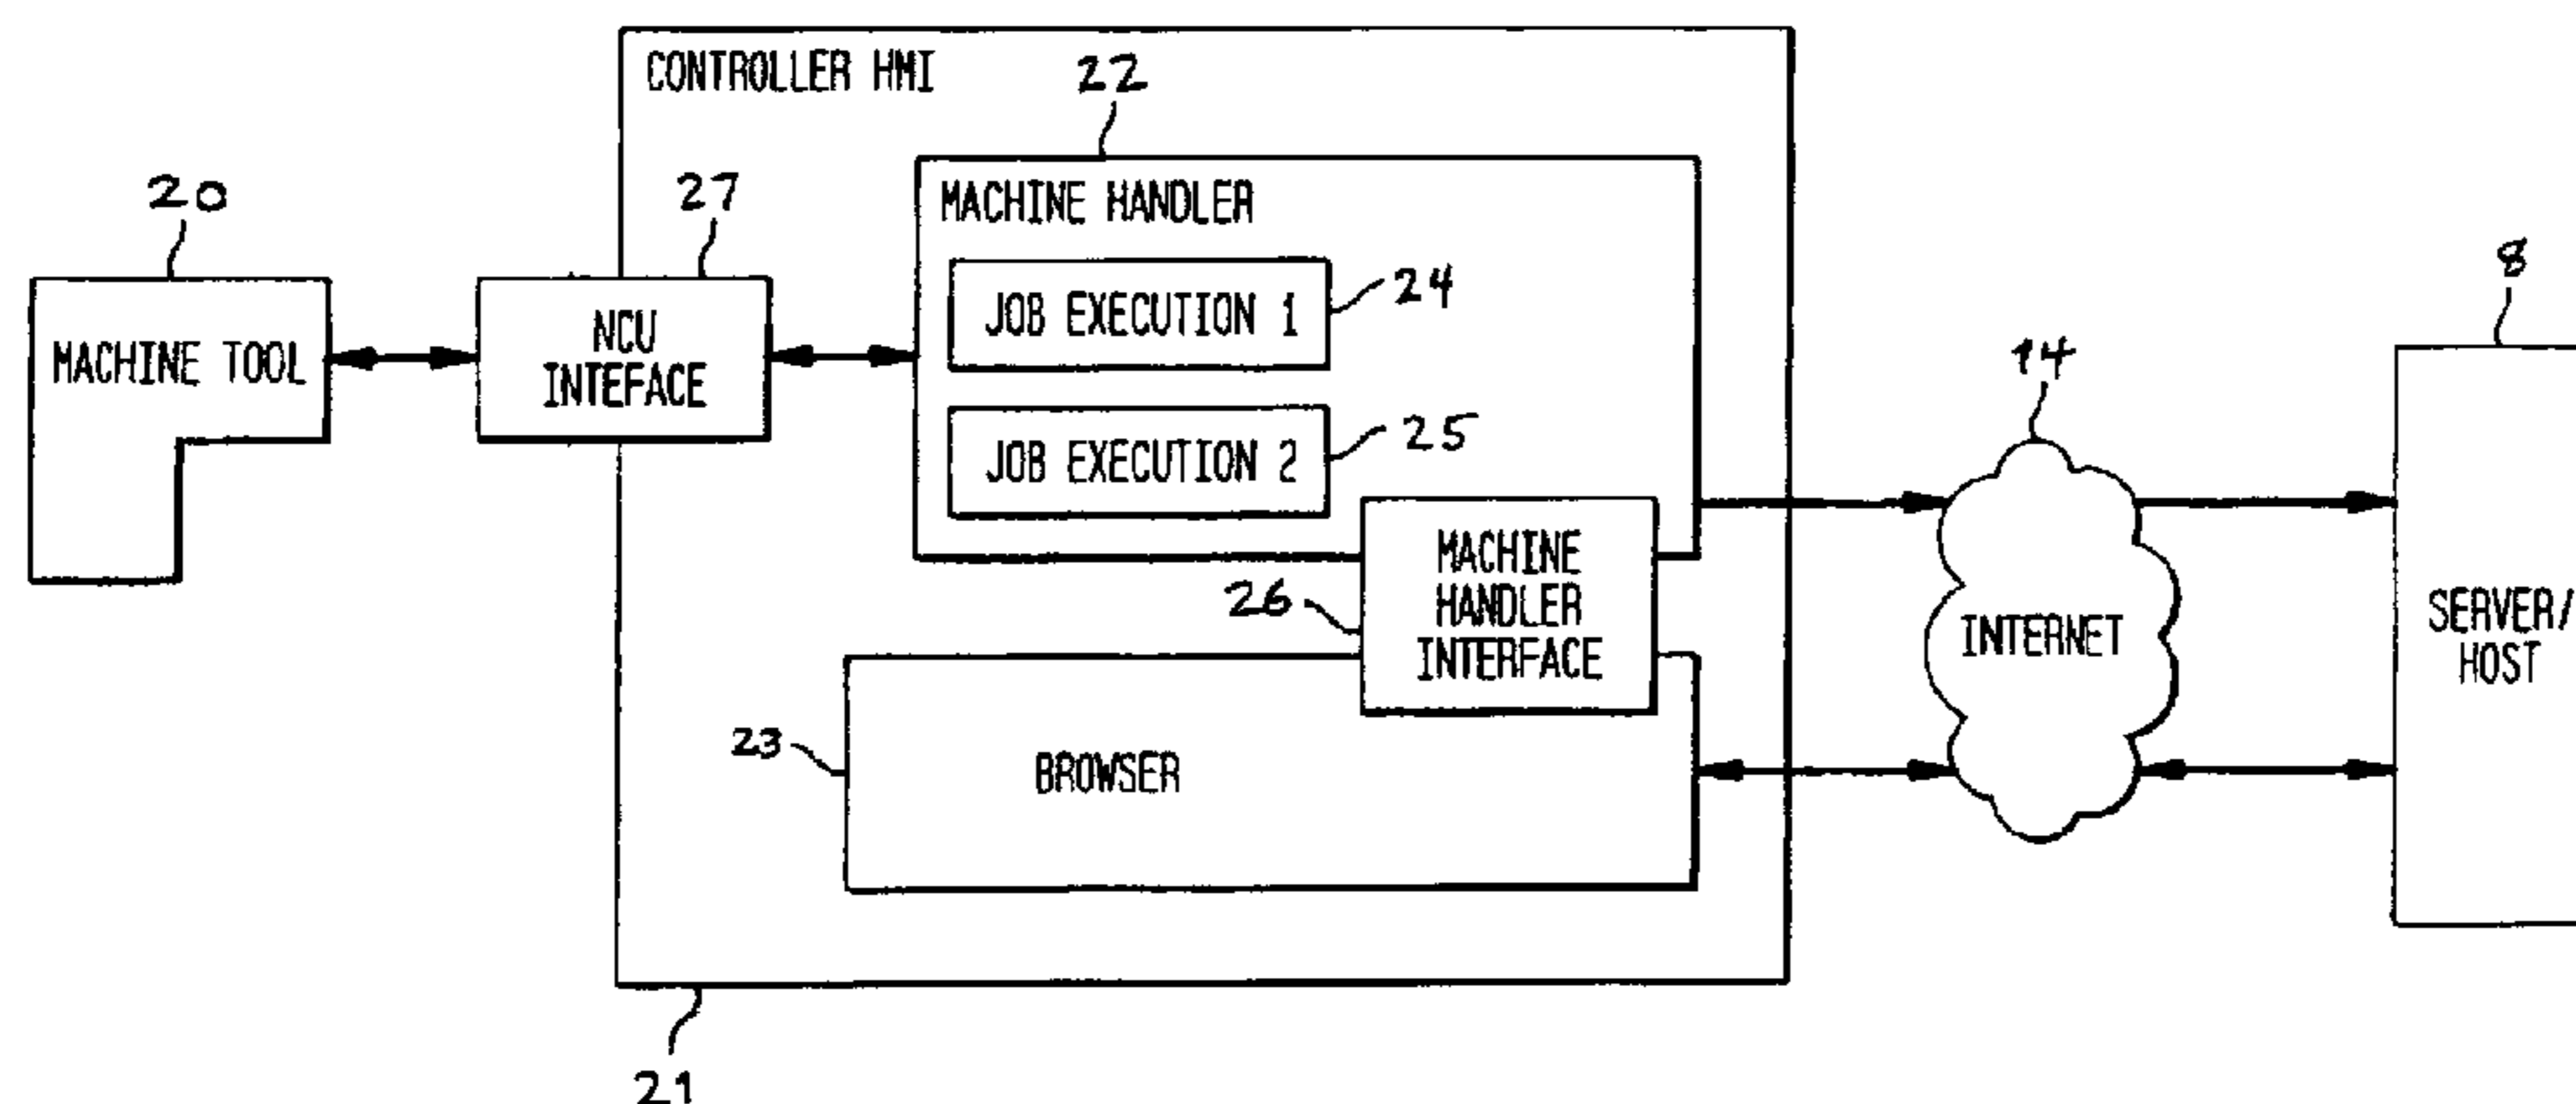 CONTROLLER HMI
22
MACHINE HANDLER
20
27
8
MACHINE TOOL
NCU
INTEFACE
JOB EXECUTION 1
24
14
JOB EXECUTION 2
25
MACHINE
HANDLER
INTERFACE
26
INTERNET
SERVER/
HOST
23
BROWSER
21